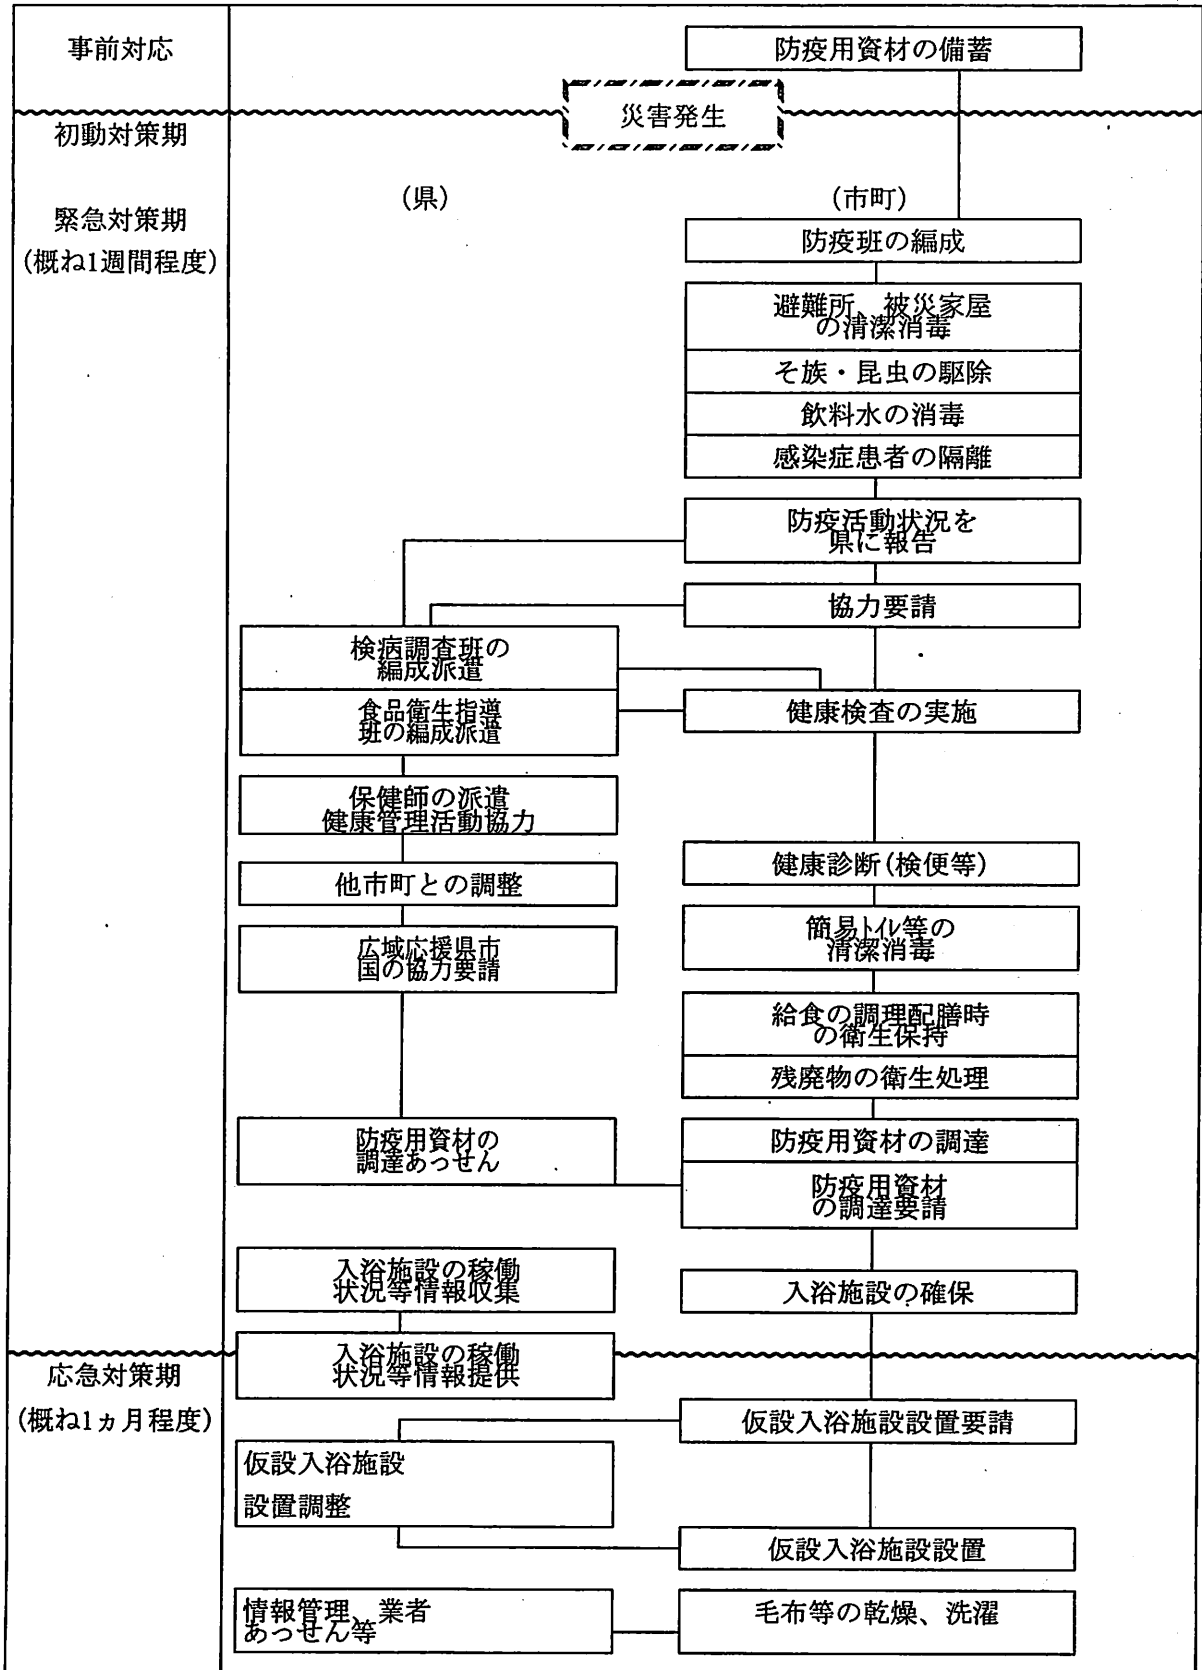 事前対応
防疫用資材の備蓄
災害発生
初動対策期
(県)
(市町)
緊急対策期
(概ね1週間程度)
防疫班の編成
避難所、被災家屋
の清潔消毒
そ族・昆虫の駆除
飲料水の消毒
感染症患者の隔離
防疫活動状況を
県に報告
協力要請
検病調査班の
編成派遣
食品衛生指導
班の編成派遣
健康検査の実施
保健師の派遣
健康管理活動協力
健康診断(検便等)
他市町との調整
簡易トイレ等の
清潔消毒
広域応援県市
国の協力要請
給食の調理配膳時
の衛生保持
残廃物の衛生処理
防疫用資材の
調達あっせん
防疫用資材の調達
防疫用資材
の調達要請
入浴施設の稼働
状況等情報収集
入浴施設の確保
入浴施設の稼働
状況等情報提供
応急対策期
(概ね1ヵ月程度)
仮設入浴施設設置要請
仮設入浴施設
設置調整
仮設入浴施設設置
情報管理、業者
あっせん等
毛布等の乾燥、洗濯